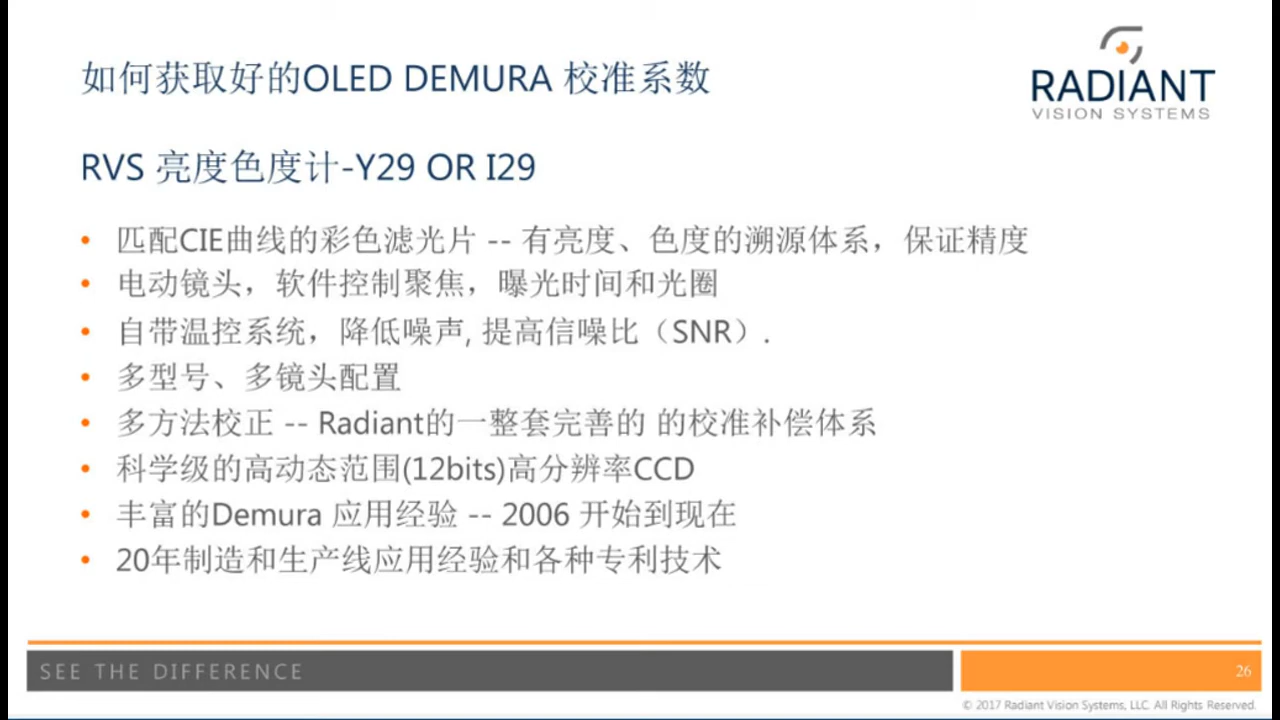 如何获取好的OLED DEMURA 校准系数
RADIANT
VISION SYSTEMS
RVS 亮度色度计-Y29 OR I29
• 匹配CIE曲线的彩色滤光片 -- 有亮度、色度的溯源体系，保证精度
• 电动镜头，软件控制聚焦，曝光时间和光圈
• 自带温控系统，降低噪声, 提高信噪比（SNR）.
• 多型号、多镜头配置
• 多方法校正 -- Radiant的一整套完善的 的校准补偿体系
• 科学级的高动态范围(12bits)高分辨率CCD
• 丰富的Demura 应用经验 -- 2006 开始到现在
• 20年制造和生产线应用经验和各种专利技术
SEE THE DIFFERENCE
26
© 2017 Radiant Vision Systems, LLC. All Rights Reserved.